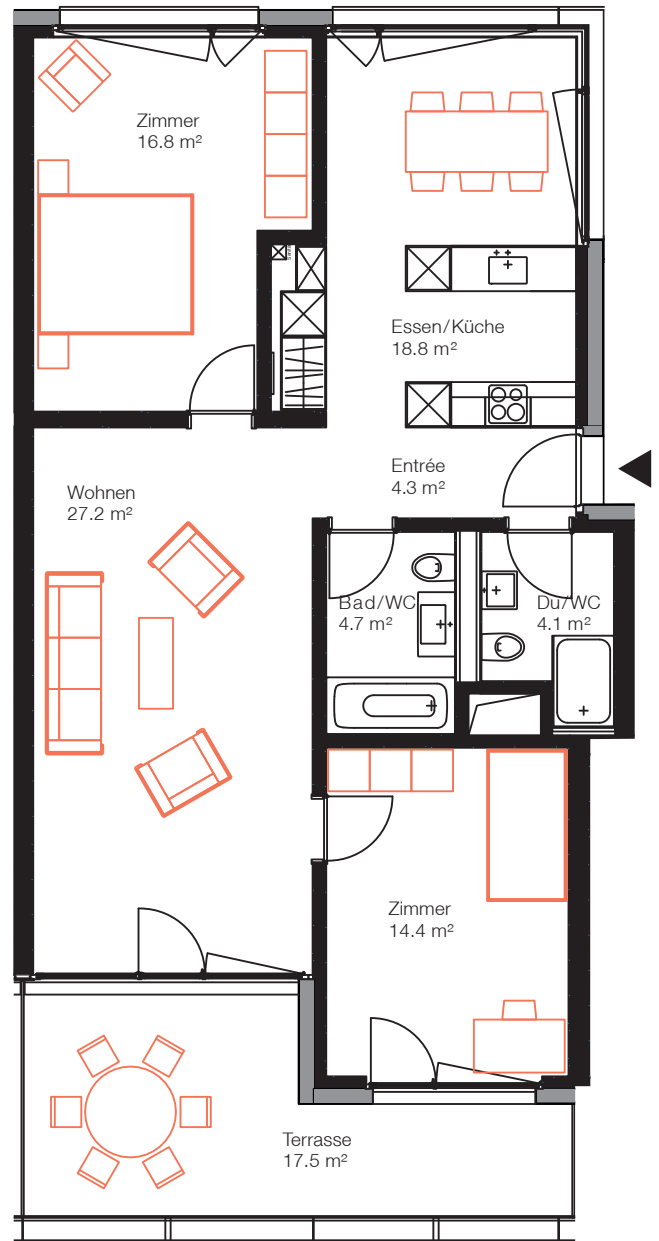 Zimmer
16.8 m²
Essen/Küche
18.8 m²
Entrée
4.3 m²
Wohnen
27.2 m²
Bad/WC
4.7 m²
Du/WC
4.1 m²
Zimmer
14.4 m²
Terrasse
17.5 m²